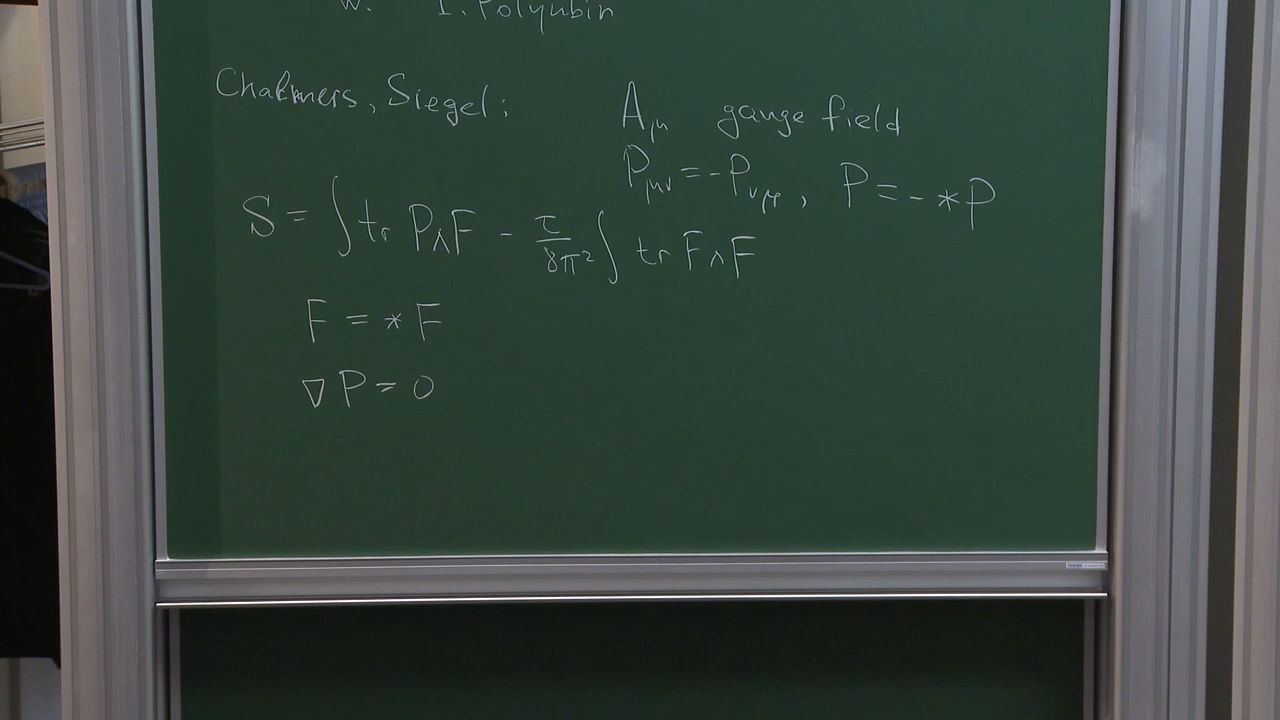 w. I. Polyubin
Chalmers, Siegel:
A_μ gauge field
P_μν = -P_νμ, P = - *P
S = ∫ tr P∧F - τ/8π² ∫ tr F∧F
F = * F
∇ P = 0